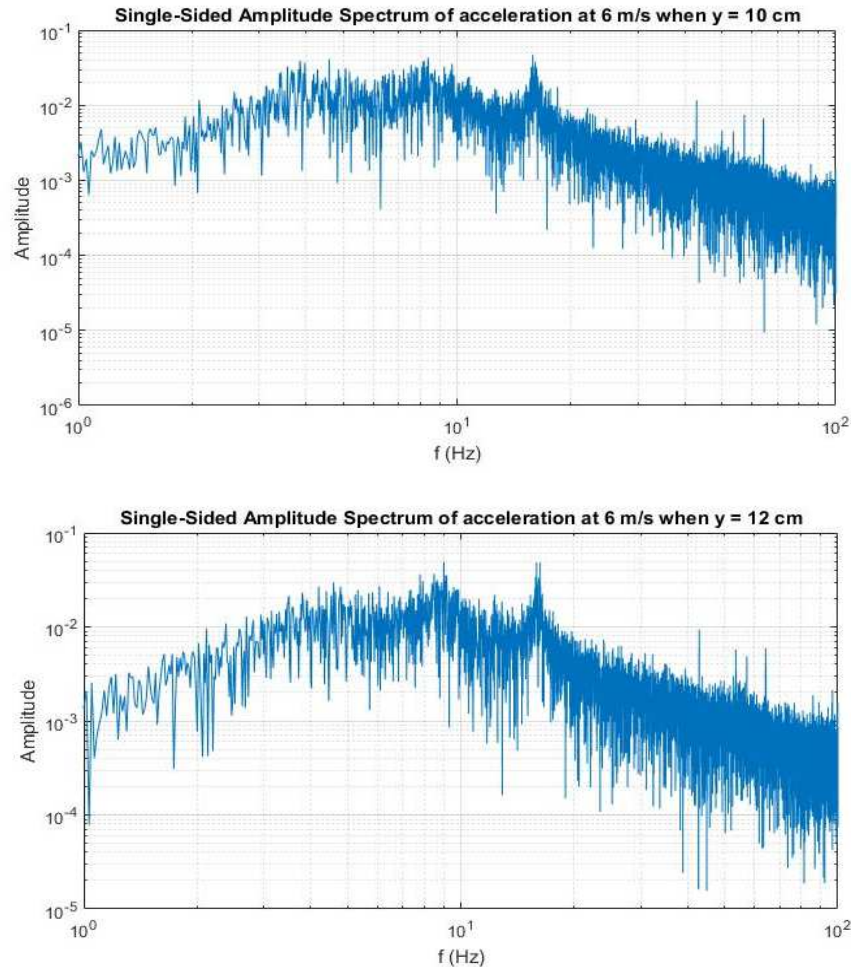 Single-Sided Amplitude Spectrum of acceleration at 6 m/s when y = 10 cm
10^-1
10^-2
10^-3
10^-4
10^-5
10^-6
Amplitude
10^0
10^1
10^2
f (Hz)
Single-Sided Amplitude Spectrum of acceleration at 6 m/s when y = 12 cm
10^-1
10^-2
10^-3
10^-4
10^-5
Amplitude
10^0
10^1
10^2
f (Hz)